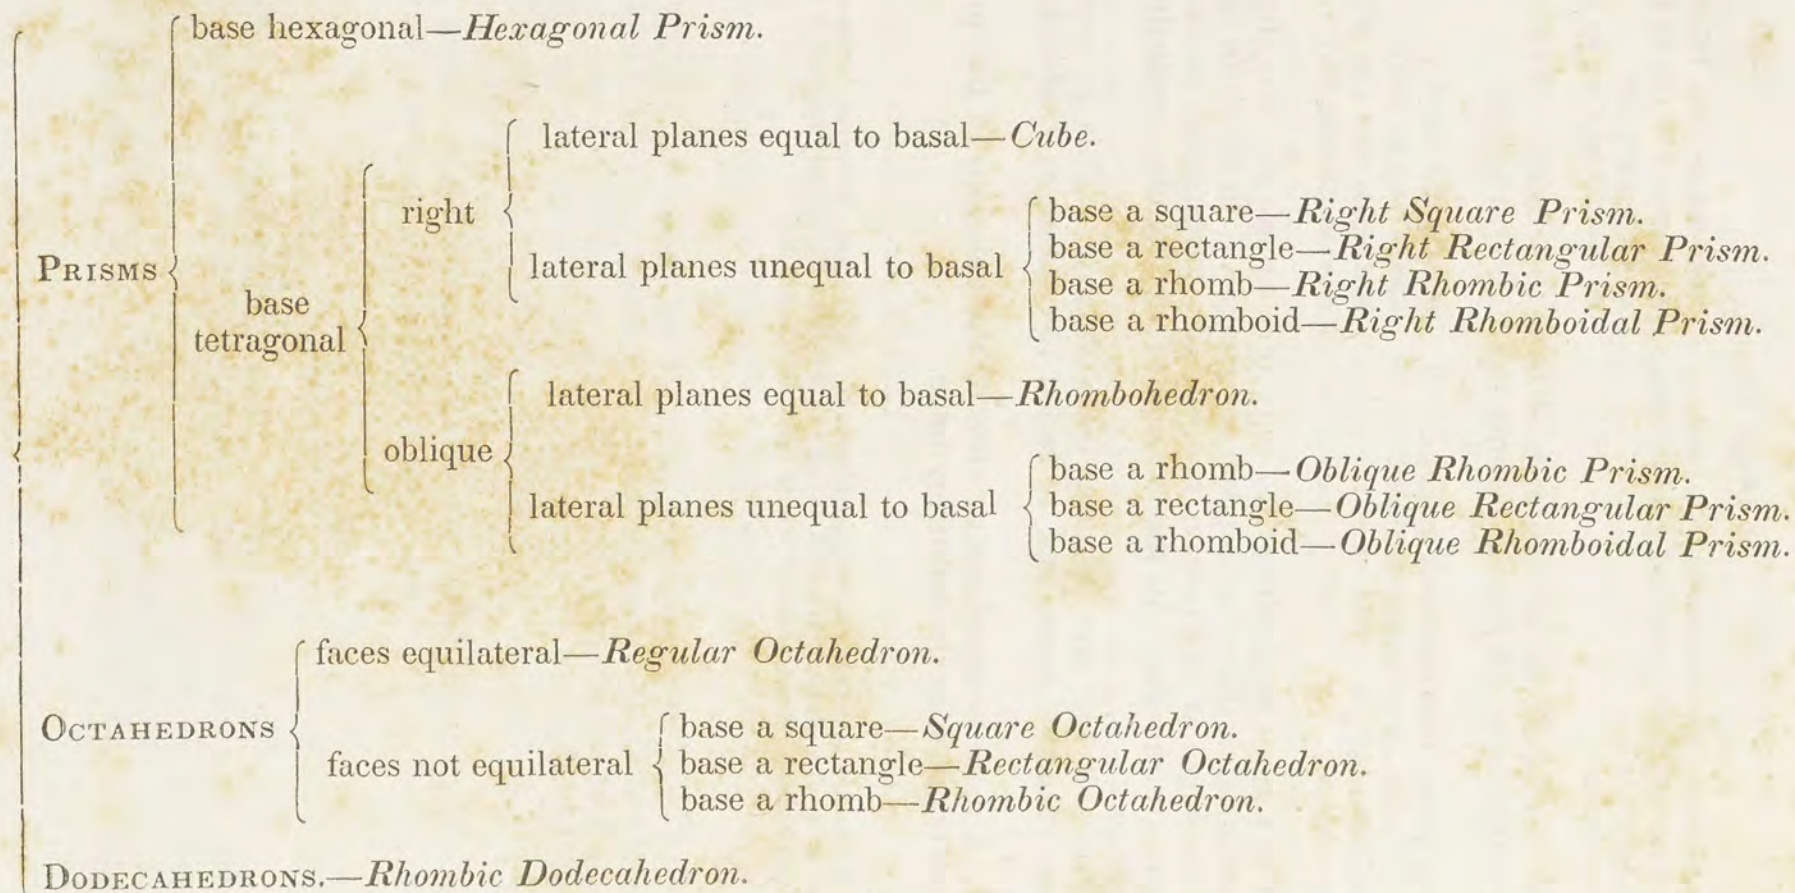 base hexagonal—Hexagonal Prism.
lateral planes equal to basal—Cube.
right
base a square—Right Square Prism.
base a rectangle—Right Rectangular Prism.
lateral planes unequal to basal
PRISMS
base a rhomb—Right Rhombic Prism.
base
tetragonal
base a rhomboid—Right Rhomboidal Prism.
lateral planes equal to basal—Rhombohedron.
oblique
base a rhomb—Oblique Rhombic Prism.
lateral planes unequal to basal
base a rectangle—Oblique Rectangular Prism.
base a rhomboid—Oblique Rhomboidal Prism.
faces equilateral—Regular Octahedron.
OCTAHEDRONS
base a square—Square Octahedron.
faces not equilateral
base a rectangle—Rectangular Octahedron.
base a rhomb—Rhombic Octahedron.
DODECAHEDRONS.—Rhombic Dodecahedron.